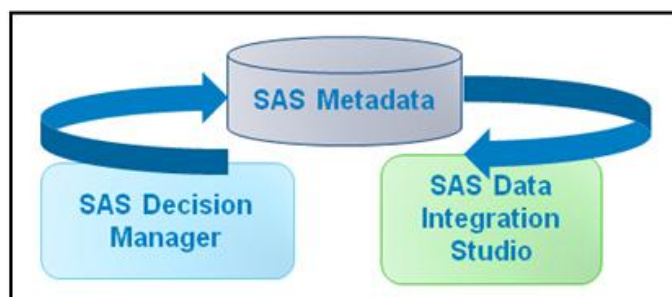 SAS Metadata
SAS Decision
Manager
SAS Data
Integration
Studio